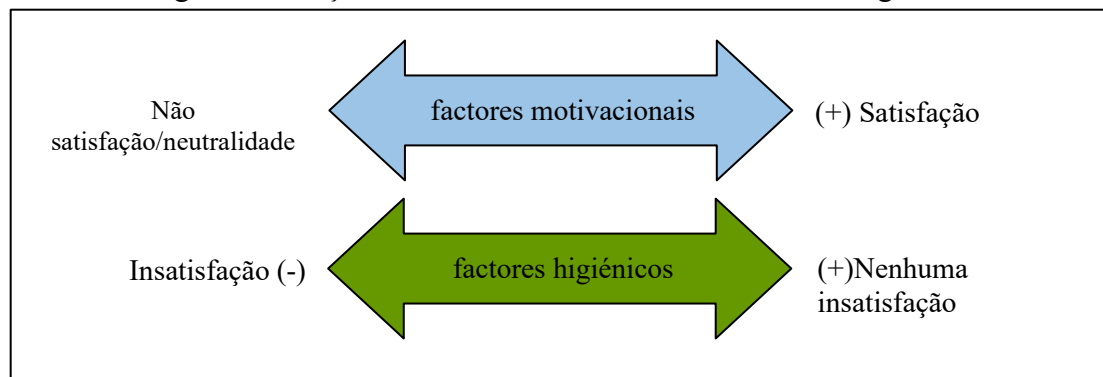 factores motivacionais
Não
satisfação/neutralidade
(+) Satisfação
factores higiénicos
Insatisfação (-)
(+)Nenhuma
insatisfação